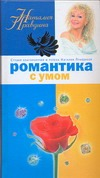 Наталия
Правдина
романтика
с умом